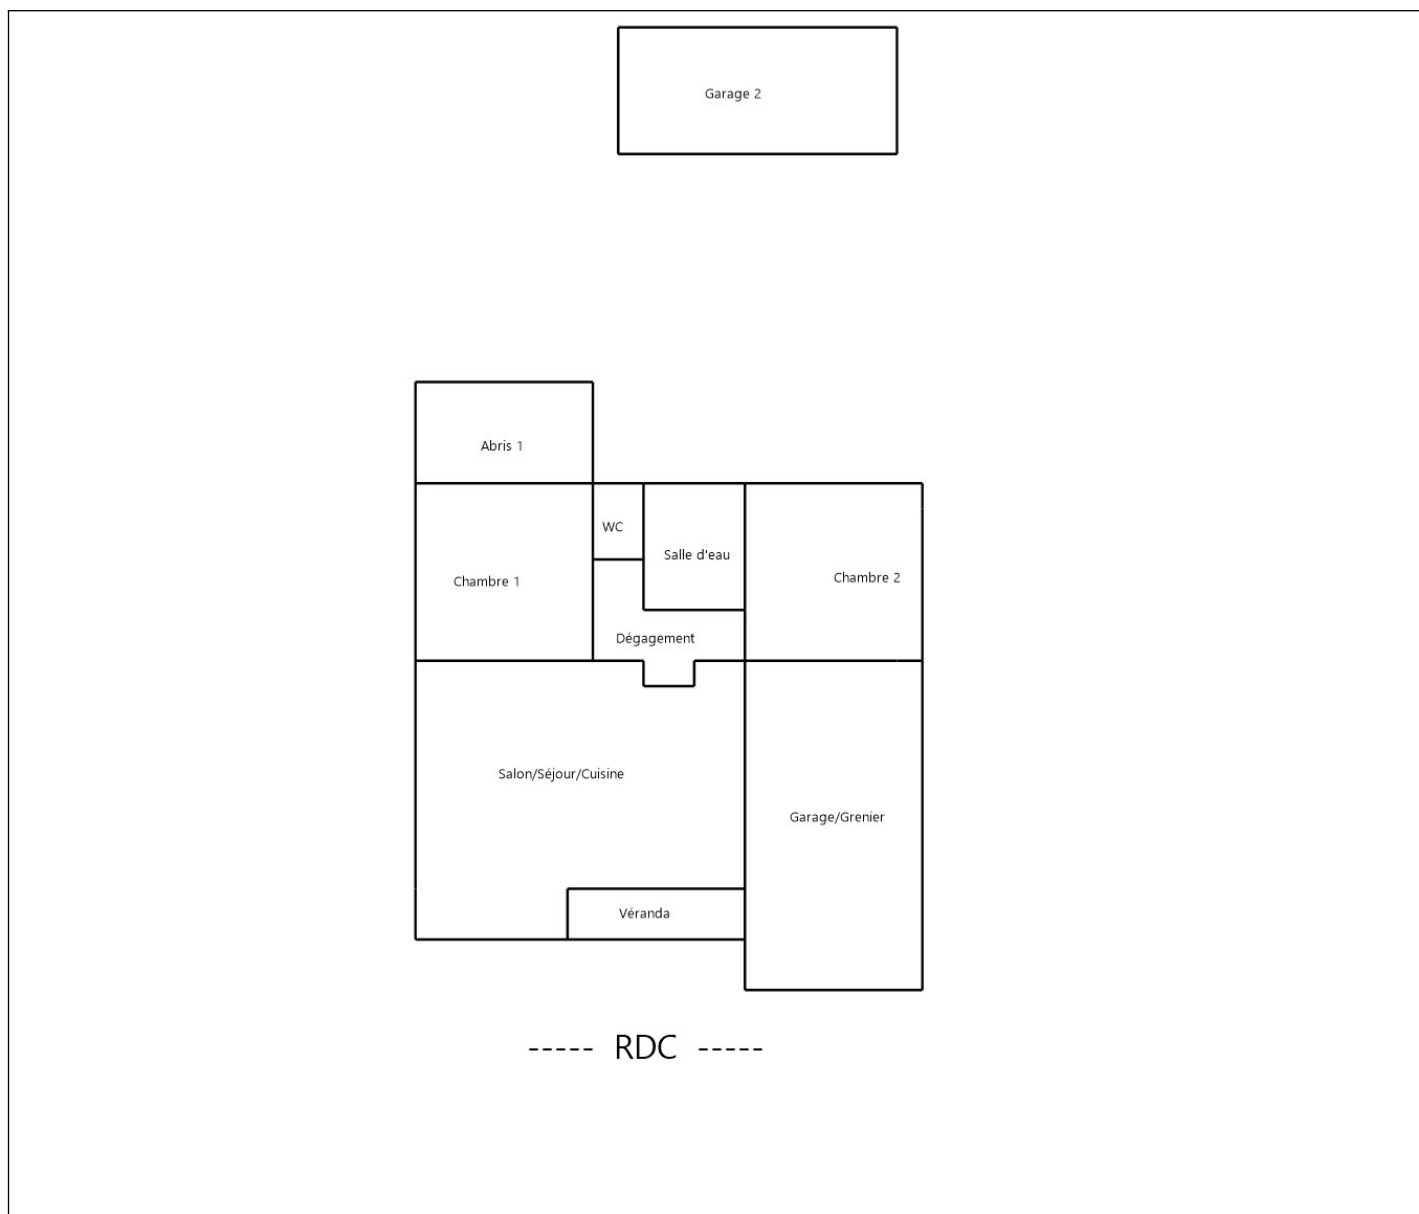 Garage 2
Abris 1
WC
Salle d'eau
Chambre 1
Chambre 2
Dégagement
Salon/Séjour/Cuisine
Garage/Grenier
Véranda
----- RDC -----